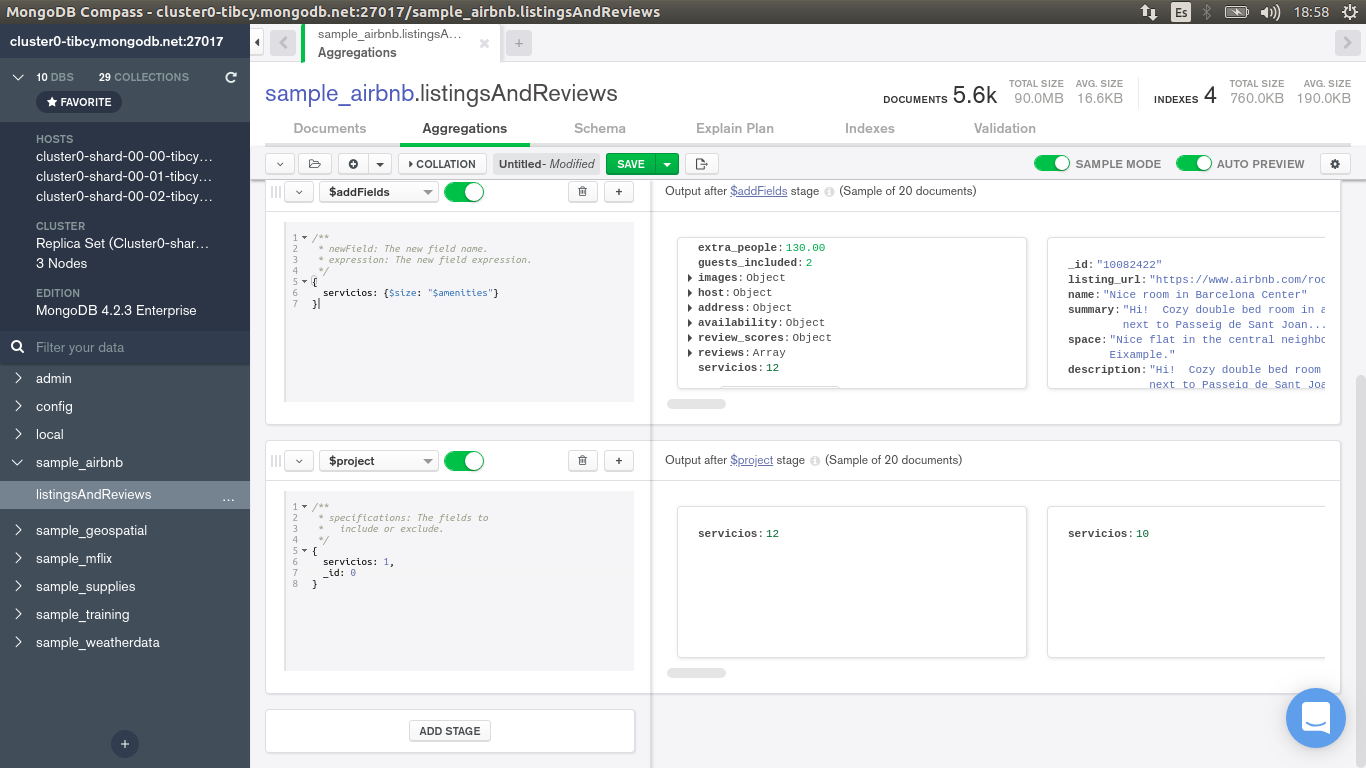 MongoDB Compass - cluster0-tibcy.mongodb.net:27017/sample_airbnb.listingsAndReviews
Es
18:58
cluster0-tibcy.mongodb.net:27017
10 DBS 29 COLLECTIONS
FAVORITE
HOSTS
cluster0-shard-00-00-tibcy...
cluster0-shard-00-01-tibcy...
cluster0-shard-00-02-tibcy...
CLUSTER
Replica Set (Cluster0-shar...
3 Nodes
EDITION
MongoDB 4.2.3 Enterprise
Filter your data
admin
config
local
sample_airbnb
listingsAndReviews ...
sample_geospatial
sample_mflix
sample_supplies
sample_training
sample_weatherdata
+
sample_airbnb.listingsA...
Aggregations
+
sample_airbnb.listingsAndReviews
DOCUMENTS 5.6k
TOTAL SIZE 90.0MB
AVG. SIZE 16.6KB
INDEXES 4
TOTAL SIZE 760.0KB
AVG. SIZE 190.0KB
Documents Aggregations Schema Explain Plan Indexes Validation
COLLATION Untitled- Modified SAVE SAMPLE MODE AUTO PREVIEW
$addFields +
Output after $addFields stage (Sample of 20 documents)
1 /**
2 * newField: The new field name.
3 * expression: The new field expression.
4 */
5 {
6 servicios: {$size: "$amenities"}
7 }
extra_people: 130.00
guests_included: 2
images: Object
host: Object
address: Object
availability: Object
review_scores: Object
reviews: Array
servicios: 12
_id: "10082422"
listing_url: "https://www.airbnb.com/roo
name: "Nice room in Barcelona Center"
summary: "Hi! Cozy double bed room in a
next to Passeig de Sant Joan...
space: "Nice flat in the central neighbo
Eixample."
description: "Hi! Cozy double bed room
next to Passeig de Sant Joa
$project +
Output after $project stage (Sample of 20 documents)
1 /**
2 * specifications: The fields to
3 * include or exclude.
4 */
5 {
6 servicios: 1,
7 _id: 0
8 }
servicios: 12
servicios: 10
ADD STAGE